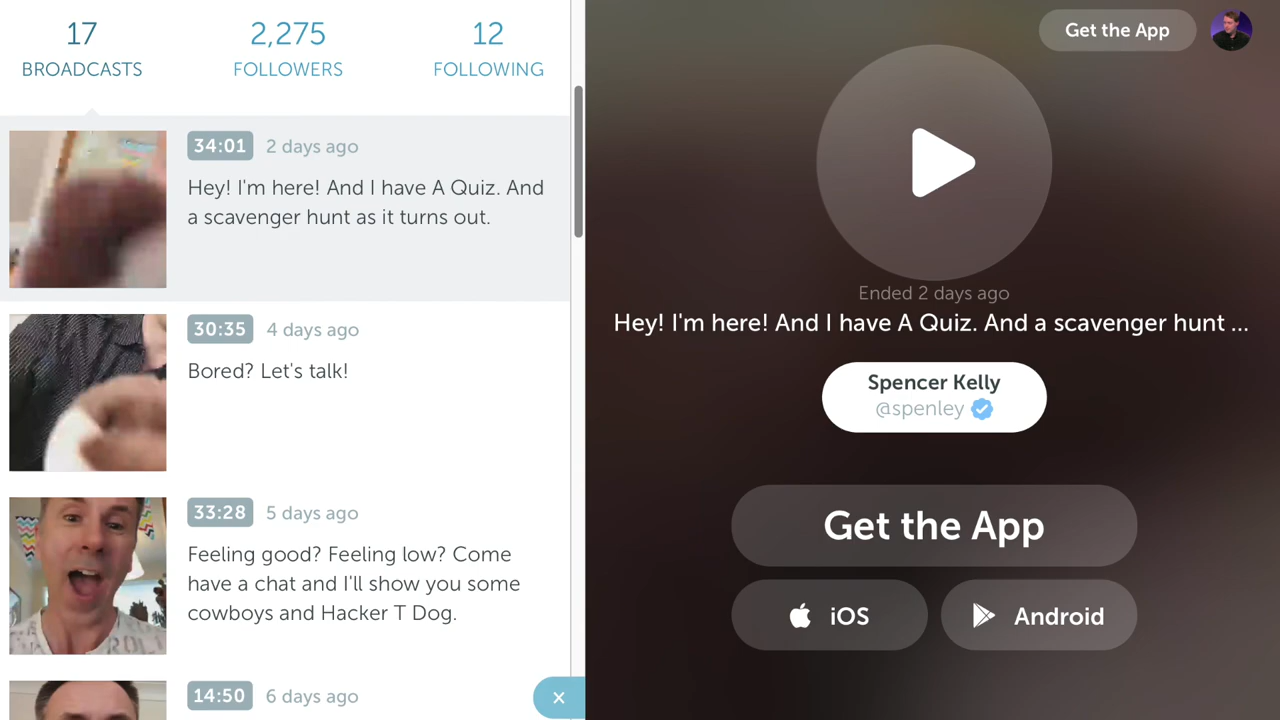 17
BROADCASTS
2,275
FOLLOWERS
12
FOLLOWING
34:01 2 days ago
Hey! I'm here! And I have A Quiz. And
a scavenger hunt as it turns out.
30:35 4 days ago
Bored? Let's talk!
33:28 5 days ago
Feeling good? Feeling low? Come
have a chat and I'll show you some
cowboys and Hacker T Dog.
14:50 6 days ago
Get the App
Ended 2 days ago
Hey! I'm here! And I have A Quiz. And a scavenger hunt ...
Spencer Kelly
@spenley
Get the App
iOS
Android